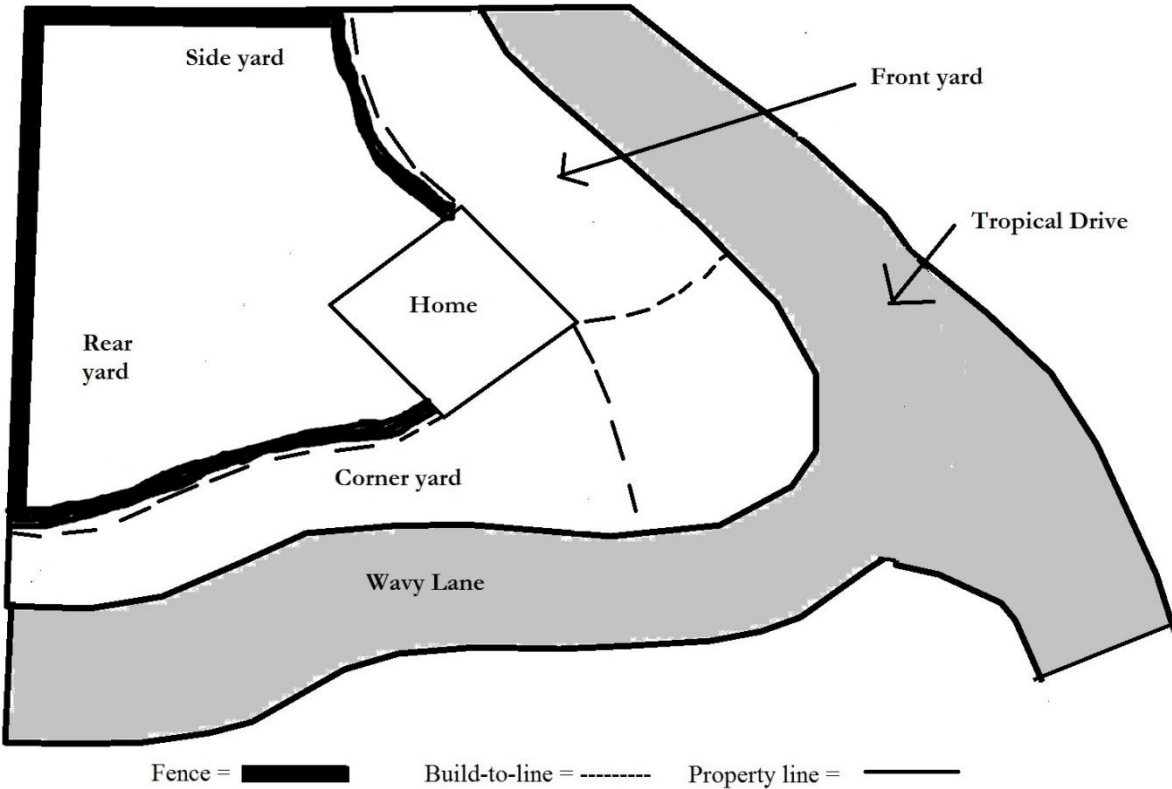 Side yard
Front yard
Tropical Drive
Home
Rear
yard
Corner yard
Wavy Lane
Fence =
Build-to-line = --------- Property line =